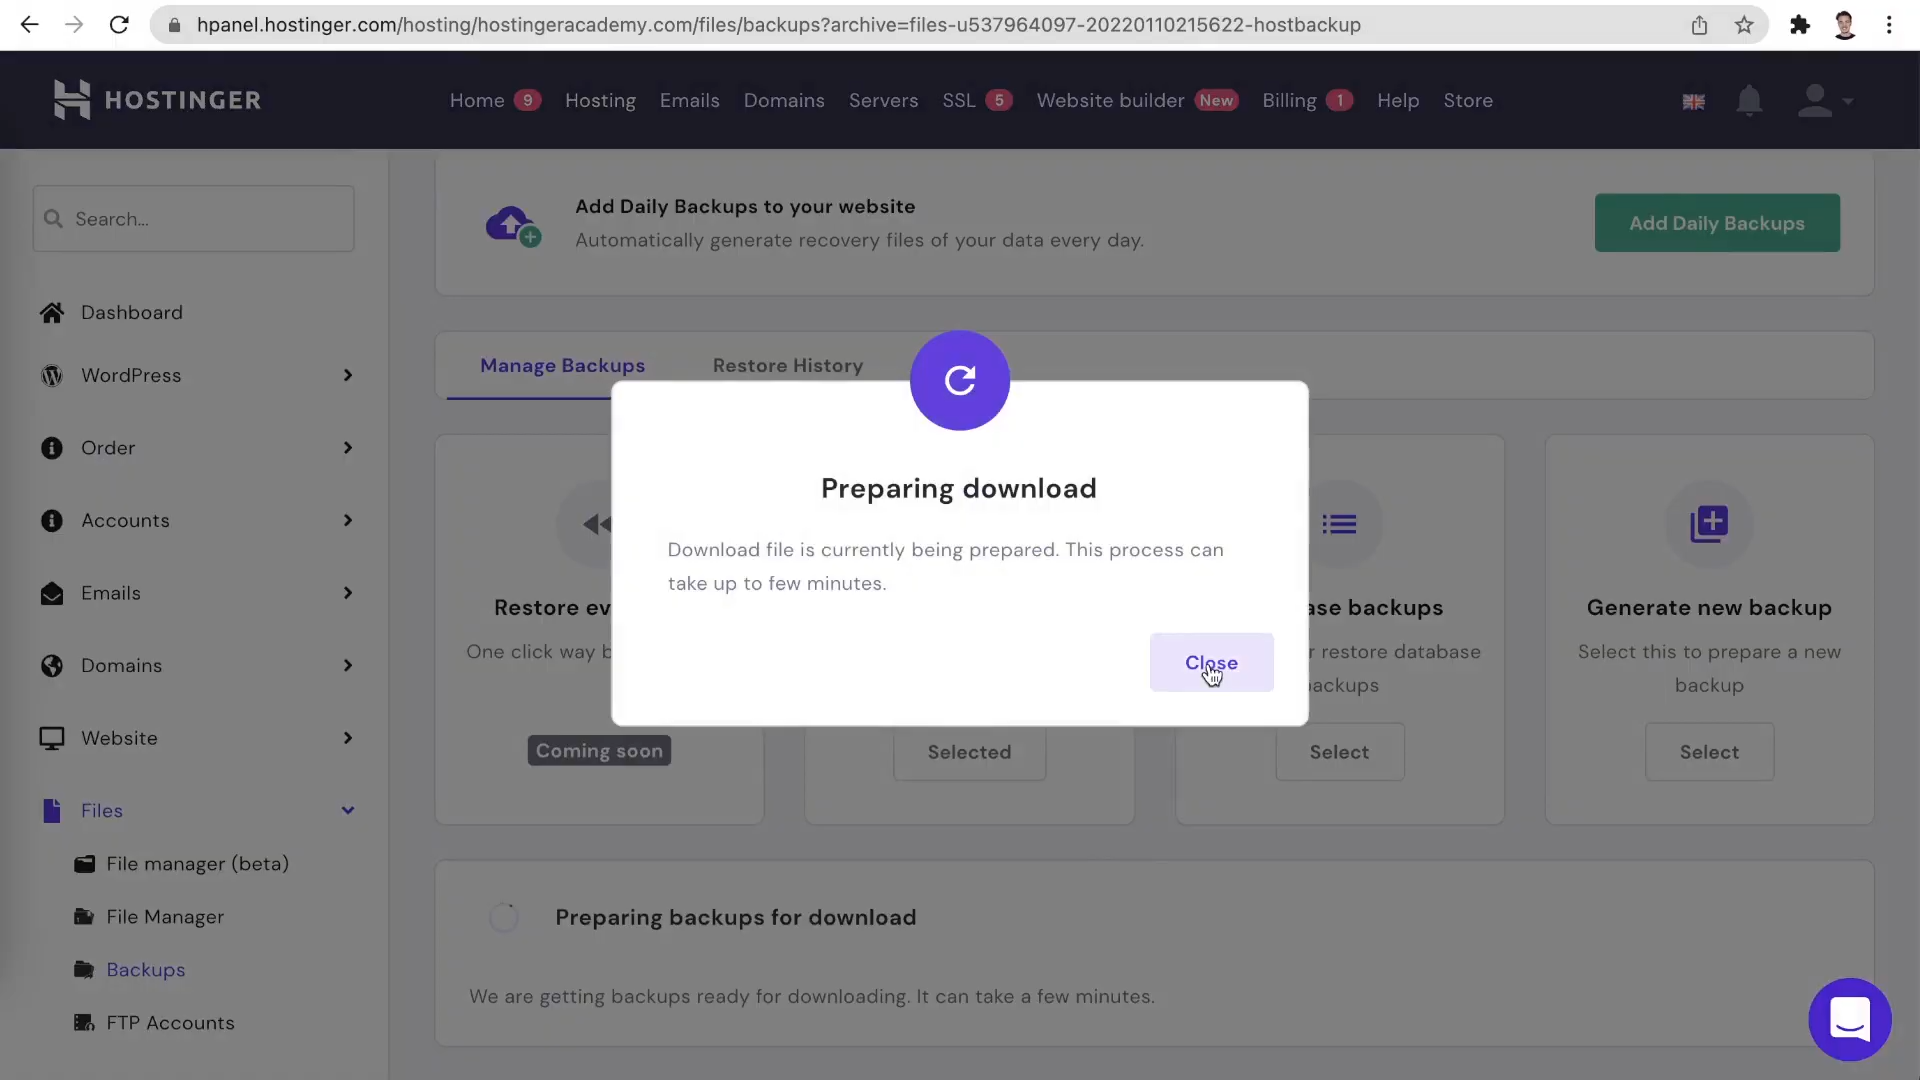 hpanel.hostinger.com/hosting/hostingeracademy.com/files/backups?archive=files-u537964097-20220110215622-hostbackup
HOSTINGER
Home 9 Hosting Emails Domains Servers SSL 5 Website builder New Billing 1 Help Store
Search...
Dashboard
WordPress
Order
Accounts
Emails
Domains
Website
Files
File manager (beta)
File Manager
Backups
FTP Accounts
Add Daily Backups to your website
Automatically generate recovery files of your data every day.
Add Daily Backups
Manage Backups Restore History
Preparing download
Download file is currently being prepared. This process can
take up to few minutes.
Close
Restore ev
One click way b
Coming soon
Selected
ase backups
r restore database
backups
Select
Generate new backup
Select this to prepare a new
backup
Select
Preparing backups for download
We are getting backups ready for downloading. It can take a few minutes.